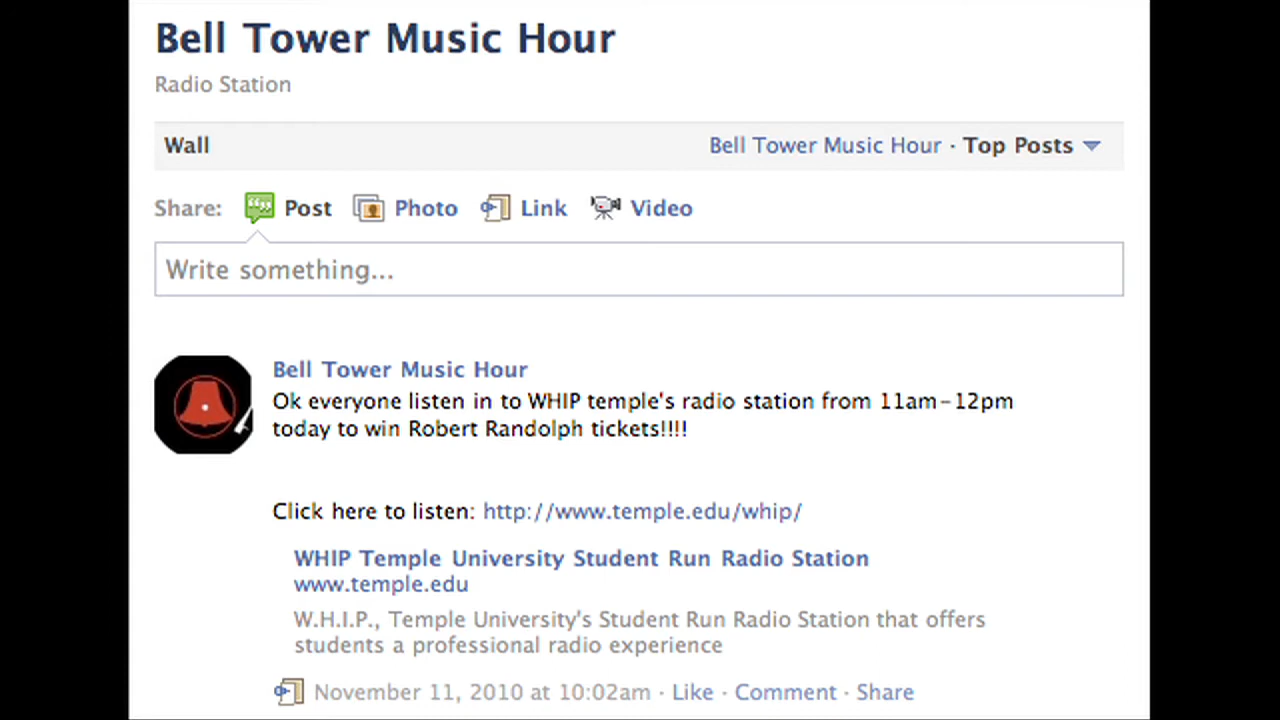 Bell Tower Music Hour
Radio Station
Wall Bell Tower Music Hour · Top Posts
Share: Post Photo Link Video
Write something...
Bell Tower Music Hour
Ok everyone listen in to WHIP temple's radio station from 11am-12pm
today to win Robert Randolph tickets!!!!
Click here to listen: http://www.temple.edu/whip/
WHIP Temple University Student Run Radio Station
www.temple.edu
W.H.I.P., Temple University's Student Run Radio Station that offers
students a professional radio experience
November 11, 2010 at 10:02am · Like · Comment · Share